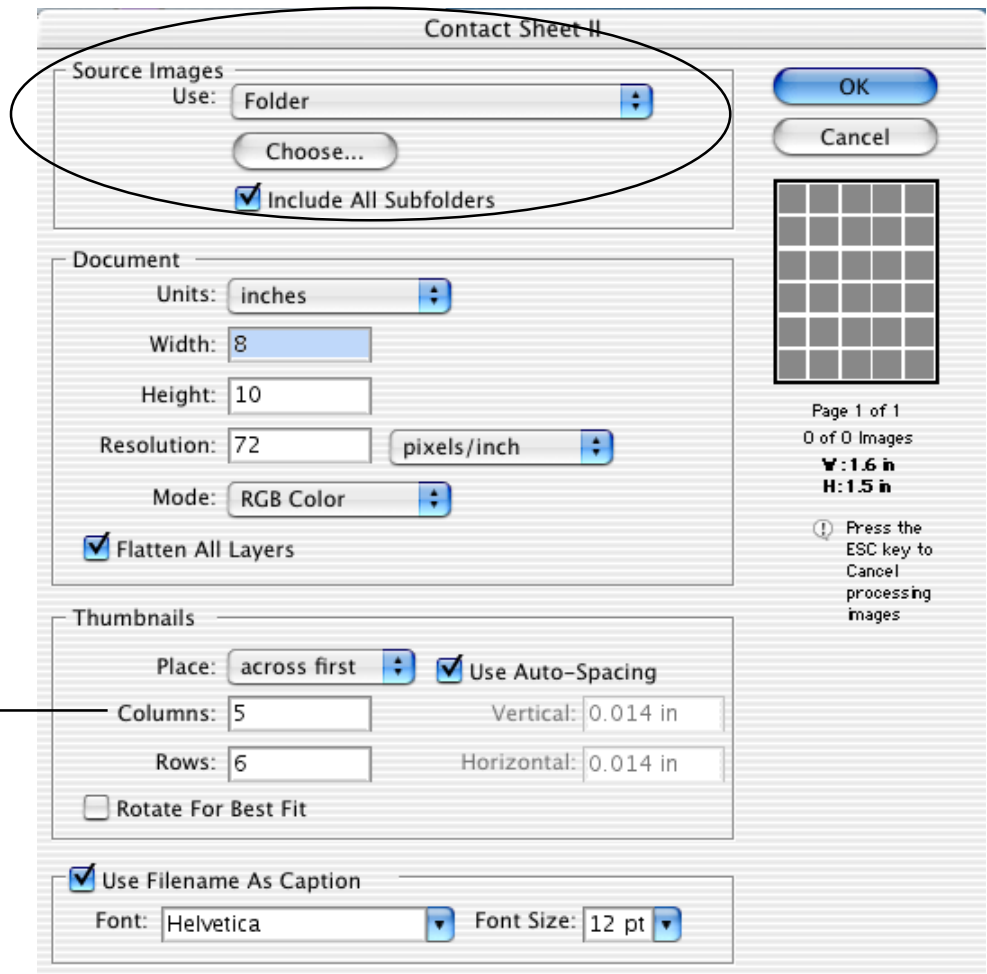 Contact Sheet II
Source Images
Use: Folder
Choose...
Include All Subfolders
OK
Cancel
Document
Units: inches
Width: 8
Height: 10
Resolution: 72 pixels/inch
Mode: RGB Color
Flatten All Layers
Page 1 of 1
0 of 0 Images
W:1.6 in
H:1.5 in
Press the
ESC key to
Cancel
processing
images
Thumbnails
Place: across first Use Auto-Spacing
Columns: 5 Vertical: 0.014 in
Rows: 6 Horizontal: 0.014 in
Rotate For Best Fit
Use Filename As Caption
Font: Helvetica Font Size: 12 pt